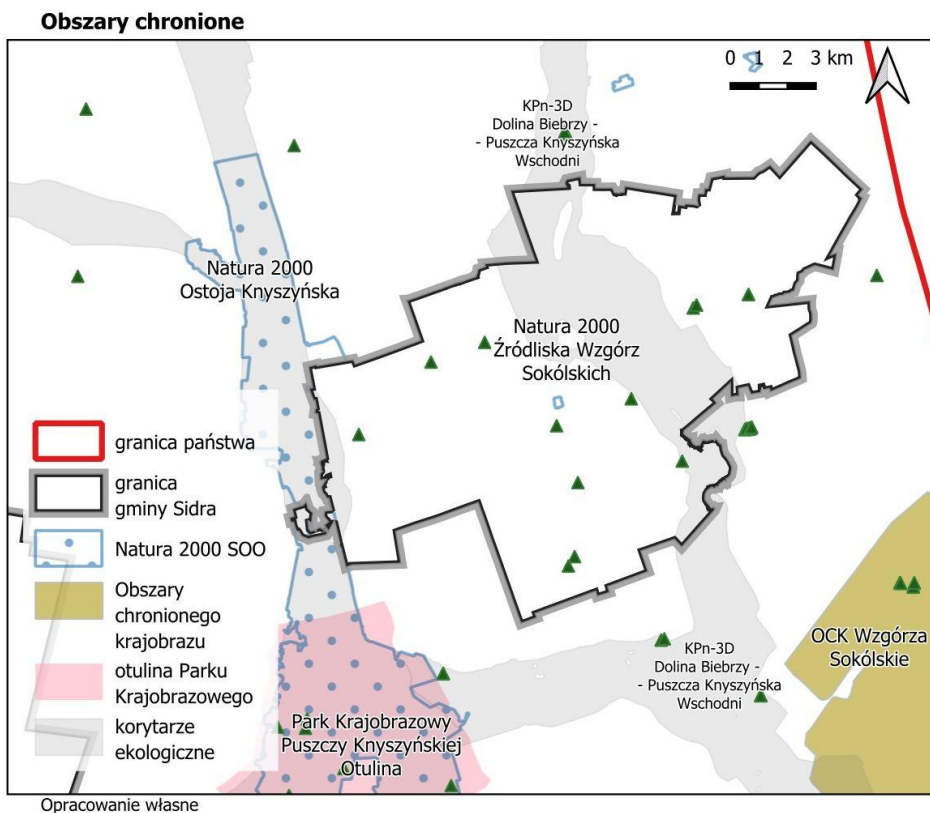 Obszary chronione
0 1 2 3 km
KPn-3D
Dolina Biebrzy -
- Puszcza Knyszyńska
Wschodni
Natura 2000
Ostoja Knyszyńska
Natura 2000
Źródliska Wzgórz
Sokólskich
granica państwa
granica
gminy Sidra
Natura 2000 SOO
Obszary
chronionego
krajobrazu
otulina Parku
Krajobrazowego
korytarze
ekologiczne
KPn-3D
Dolina Biebrzy -
- Puszcza Knyszyńska
Wschodni
OCK Wzgórza
Sokólskie
Park Krajobrazowy
Puszczy Knyszyńskiej
Otulina
Opracowanie własne